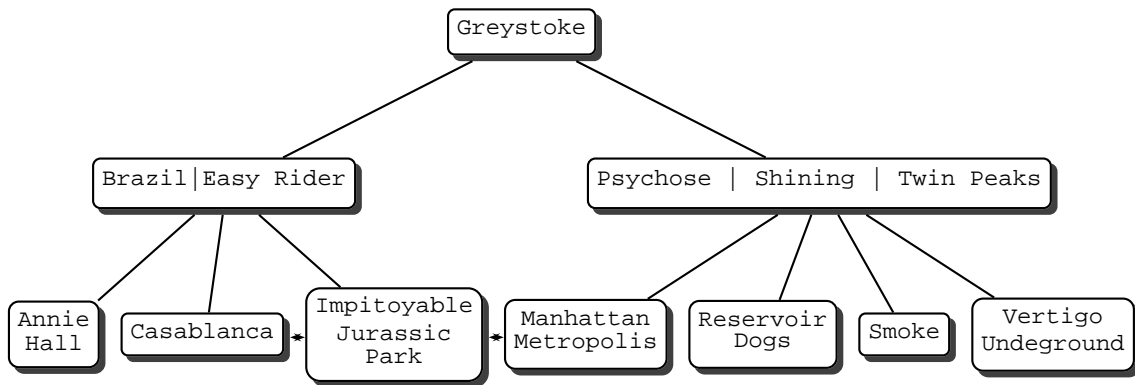 Greystoke
Brazil|Easy Rider
Psychose | Shining | Twin Peaks
Annie
Hall
Casablanca
Impitoyable
Jurassic
Park
Manhattan
Metropolis
Reservoir
Dogs
Smoke
Vertigo
Undeground